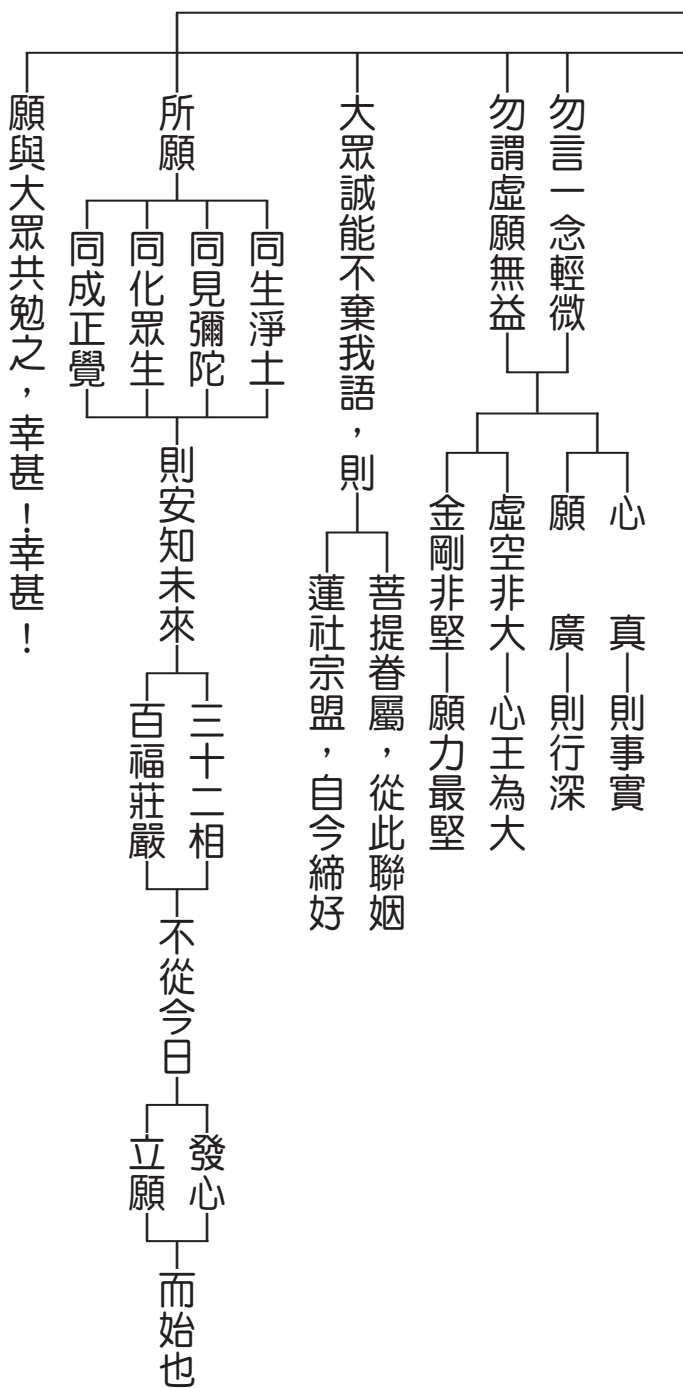 勿言一念輕微
勿謂虛願無益
心 真 則事實
願 廣 則行深
虛空非大 心王為大
金剛非堅 願力最堅
大眾誠能不棄我語，則
菩提眷屬，從此聯姻
蓮社宗盟，自今締好
所願
同生淨土
同見彌陀
同化眾生
同成正覺
則安知未來
三十二相
百福莊嚴
不從今日
發心
立願
而始也
願與大眾共勉之，幸甚！幸甚！